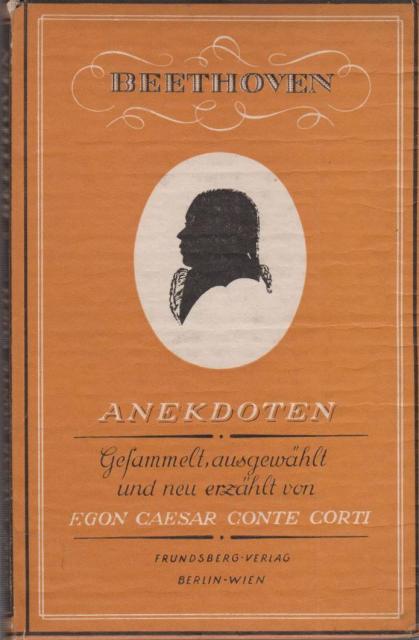 BEETHOVEN
ANEKDOTEN
Gesammelt, ausgewählt
und neu erzählt von
EGON CAESAR CONTE CORTI
FRUNDSBERG-VERLAG
BERLIN-WIEN